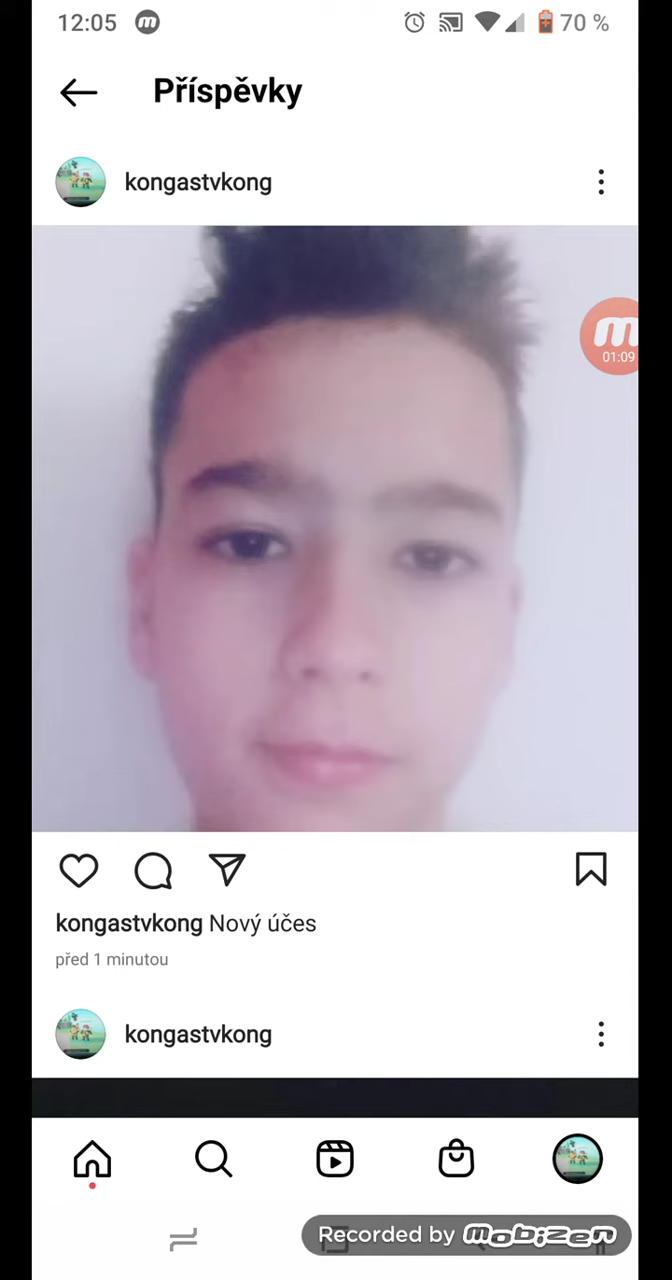 12:05 m 70 %
Příspěvky
kongastvkong
01:09
kongastvkong Nový účes
před 1 minutou
kongastvkong
Recorded by mobizen